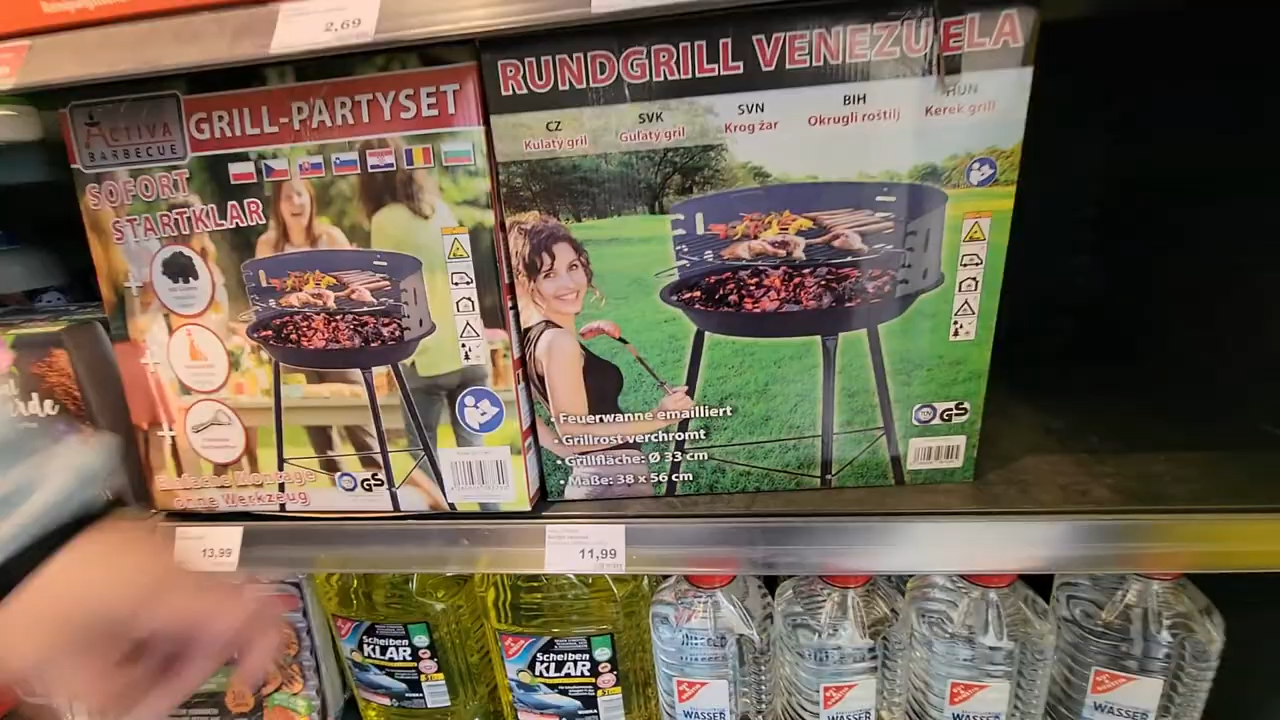 2,69
ACTIVA
BARBECUE
GRILL-PARTYSET
SOFORT
STARTKLAR
Einfache Montage
ohne Werkzeug
GS
RUNDGRILL VENEZUELA
CZ
Kulatý gril
SVK
Guľatý gril
SVN
Krog žar
BIH
Okrugli roštilj
HUN
Kerek grill
• Feuerwanne emailliert
• Grillrost verchromt
• Grillfläche: Ø 33 cm
• Maße: 38 x 56 cm
GS
13,99
11,99
Scheiben
KLAR
Scheiben
KLAR
WASSER
WASSER
WASSER
WASSER